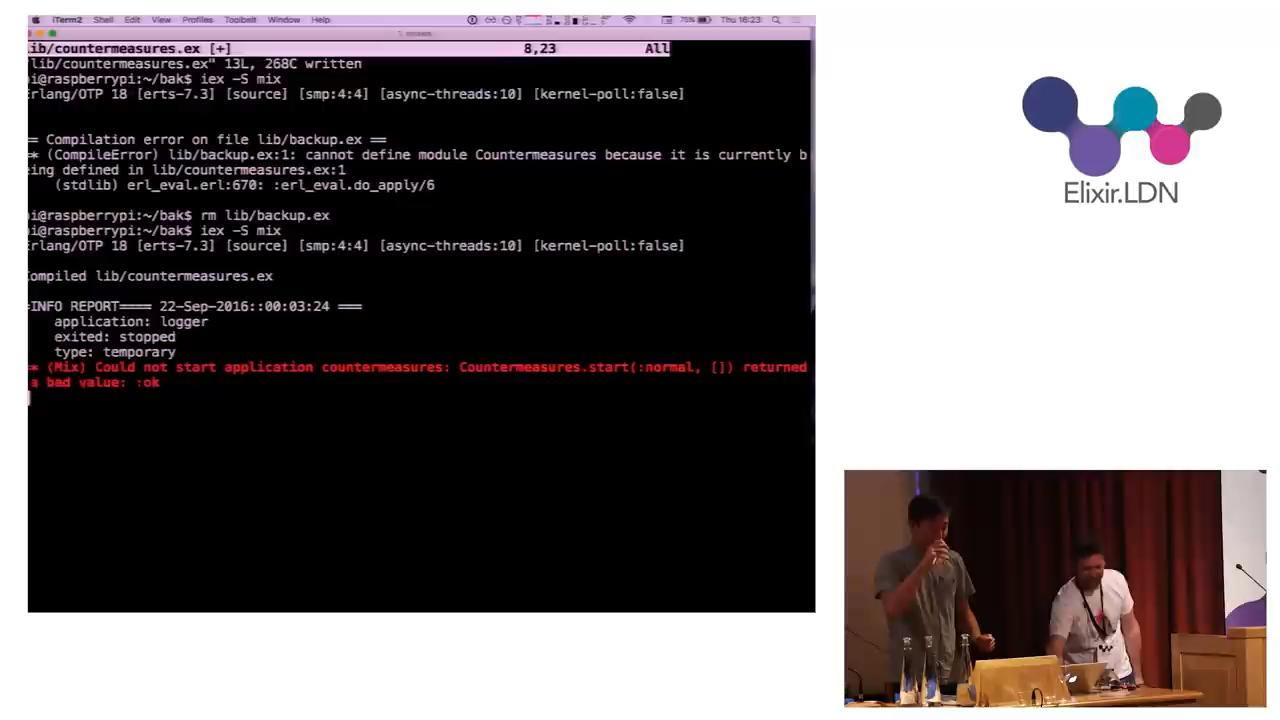 iTerm2 Shell Edit View Profiles Toolbelt Window Help 75% Thu 16:23
ib/countermeasures.ex [+] 8,23 All
"lib/countermeasures.ex" 13L, 268C written
i@raspberrypi:~/bak$ iex -S mix
Erlang/OTP 18 [erts-7.3] [source] [smp:4:4] [async-threads:10] [kernel-poll:false]
= Compilation error on file lib/backup.ex ==
** (CompileError) lib/backup.ex:1: cannot define module Countermeasures because it is currently b
eing defined in lib/countermeasures.ex:1
(stdlib) erl_eval.erl:670: :erl_eval.do_apply/6
i@raspberrypi:~/bak$ rm lib/backup.ex
i@raspberrypi:~/bak$ iex -S mix
Erlang/OTP 18 [erts-7.3] [source] [smp:4:4] [async-threads:10] [kernel-poll:false]
Compiled lib/countermeasures.ex
=INFO REPORT==== 22-Sep-2016::00:03:24 ===
application: logger
exited: stopped
type: temporary
** (Mix) Could not start application countermeasures: Countermeasures.start(:normal, []) returned
a bad value: :ok
Elixir.LDN